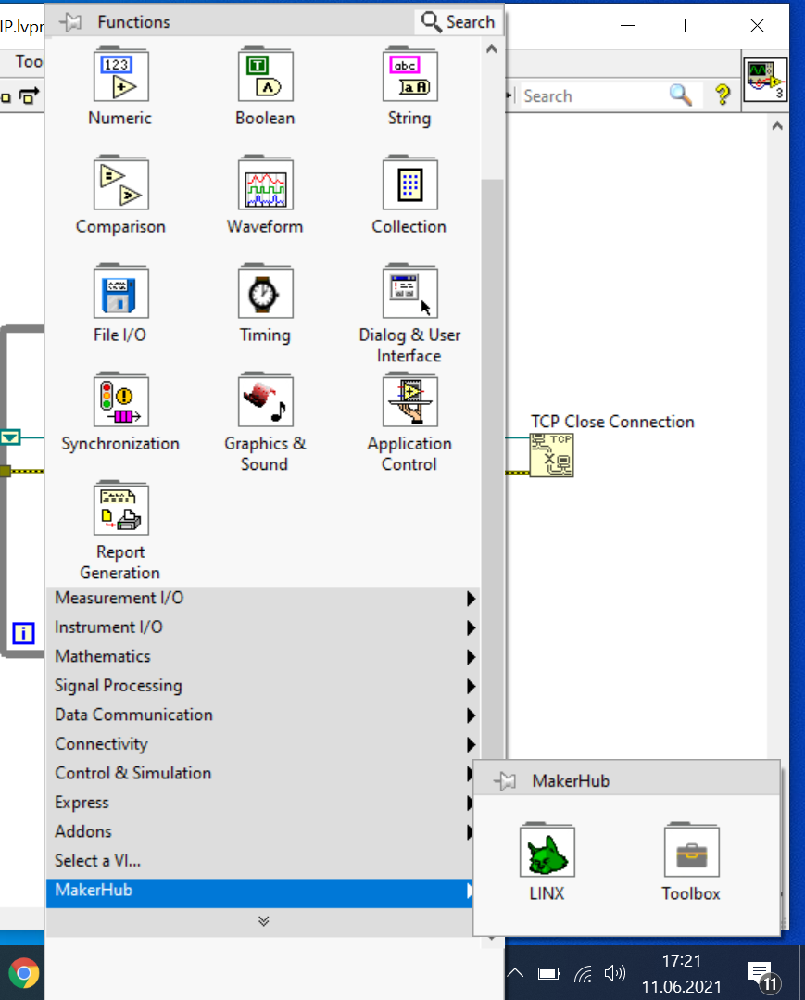 IP.lvpr
Functions
Search
Too
Search
3
123
abc
Numeric
Boolean
String
Comparison
Waveform
Collection
File I/O
Timing
Dialog & User
Interface
Synchronization
Graphics &
Sound
Application
Control
TCP Close Connection
TCP
Report
Generation
Measurement I/O
Instrument I/O
Mathematics
Signal Processing
Data Communication
Connectivity
Control & Simulation
Express
Addons
Select a VI...
MakerHub
MakerHub
LINX
Toolbox
17:21
11.06.2021
11